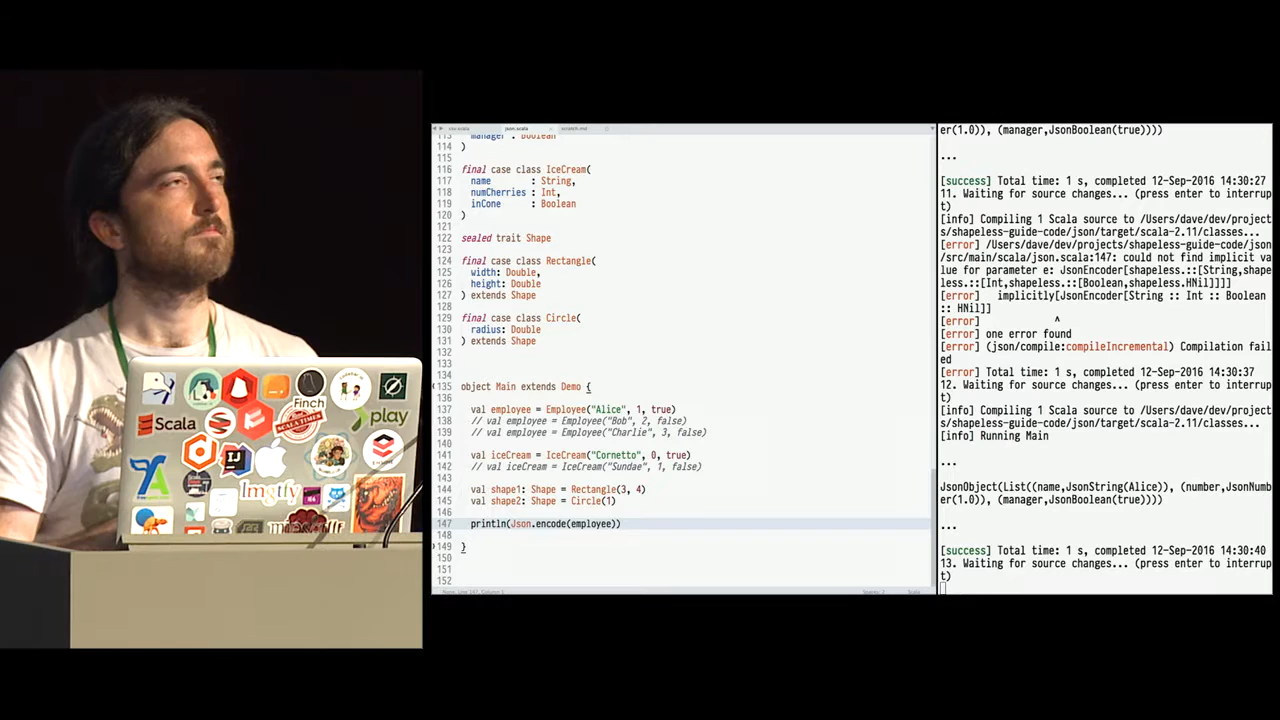 Finch
SCALA TIMES
Scala
play
lmgtfy
csv.scala
json.scala
scratch.md
113 manager : Boolean
114 )
115
116 final case class IceCream(
117 name : String,
118 numCherries : Int,
119 inCone : Boolean
120 )
121
122 sealed trait Shape
123
124 final case class Rectangle(
125 width: Double,
126 height: Double
127 ) extends Shape
128
129 final case class Circle(
130 radius: Double
131 ) extends Shape
132
133
134
135 object Main extends Demo {
136
137 val employee = Employee("Alice", 1, true)
138 // val employee = Employee("Bob", 2, false)
139 // val employee = Employee("Charlie", 3, false)
140
141 val iceCream = IceCream("Cornetto", 0, true)
142 // val iceCream = IceCream("Sundae", 1, false)
143
144 val shape1: Shape = Rectangle(3, 4)
145 val shape2: Shape = Circle(1)
146
147 println(Json.encode(employee))
148
149 }
150
151
152
er(1.0)), (manager,JsonBoolean(true))))
...
[success] Total time: 1 s, completed 12-Sep-2016 14:30:27
11. Waiting for source changes... (press enter to interrup
t)
[info] Compiling 1 Scala source to /Users/dave/dev/project
s/shapeless-guide-code/json/target/scala-2.11/classes...
[error] /Users/dave/dev/projects/shapeless-guide-code/json
/src/main/scala/json.scala:147: could not find implicit va
lue for parameter e: JsonEncoder[shapeless.::[String,shape
less.::[Int,shapeless.::[Boolean,shapeless.HNil]]]]
[error] implicitly[JsonEncoder[String :: Int :: Boolean
:: HNil]]
[error] ^
[error] one error found
[error] (json/compile:compileIncremental) Compilation fail
ed
[error] Total time: 1 s, completed 12-Sep-2016 14:30:37
12. Waiting for source changes... (press enter to interrup
t)
[info] Compiling 1 Scala source to /Users/dave/dev/project
s/shapeless-guide-code/json/target/scala-2.11/classes...
[info] Running Main
...
JsonObject(List((name,JsonString(Alice)), (number,JsonNumb
er(1.0)), (manager,JsonBoolean(true))))
...
[success] Total time: 1 s, completed 12-Sep-2016 14:30:40
13. Waiting for source changes... (press enter to interrup
t)